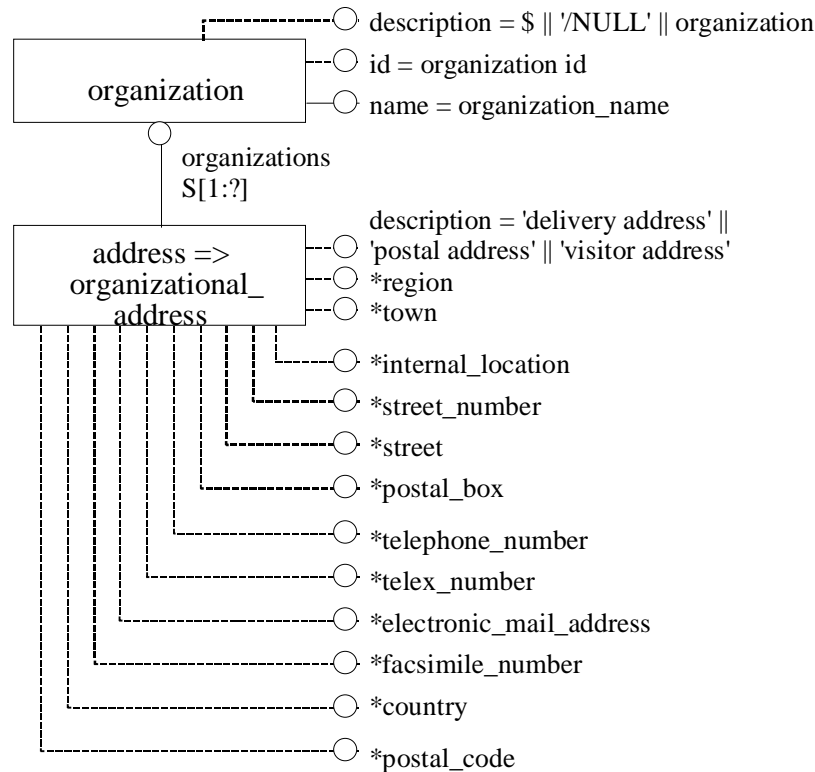 description = $ || '/NULL' || organization
id = organization id
organization
name = organization_name
organizations
S[1:?]
description = 'delivery address' ||
'postal address' || 'visitor address'
address =>
organizational_
address
*region
*town
*internal_location
*street_number
*street
*postal_box
*telephone_number
*telex_number
*electronic_mail_address
*facsimile_number
*country
*postal_code